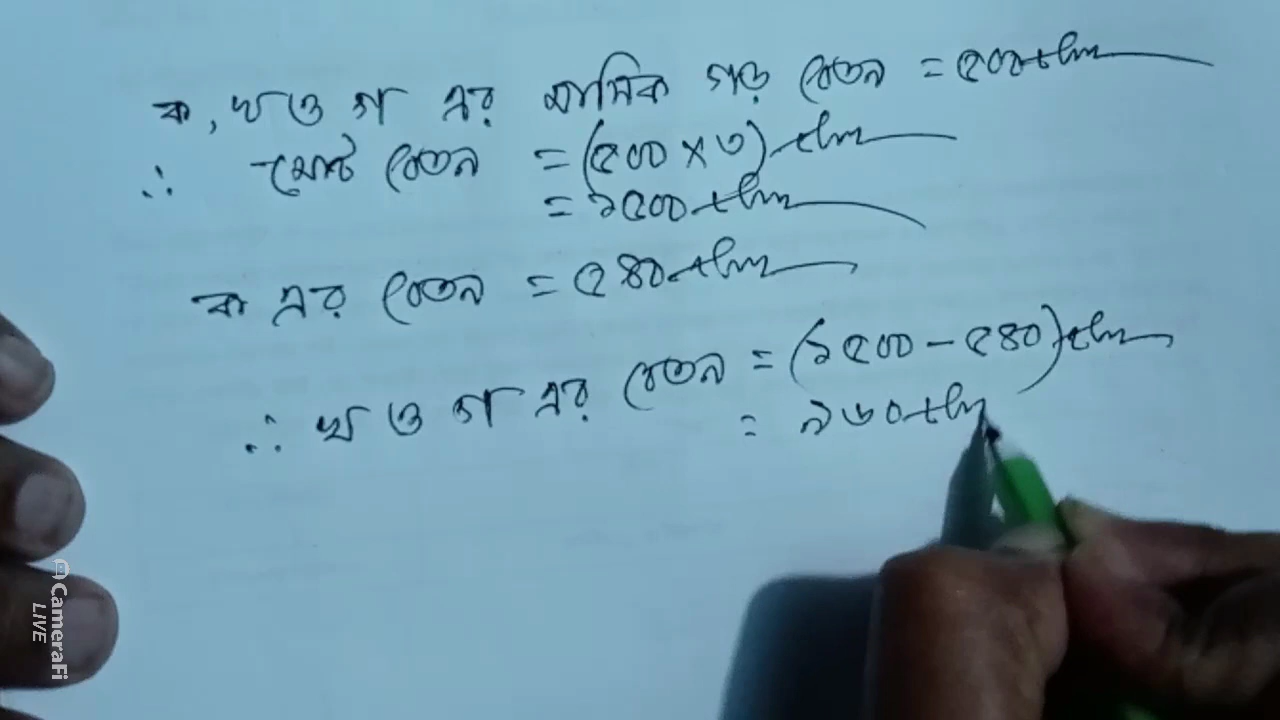 ক, খ ও গ এর মাসিক গড় বেতন = ৫০০ টাকা
∴ মোট বেতন = (৫০০ × ৩) টাকা
= ১৫০০ টাকা
ক এর বেতন = ৫৪০ টাকা
∴ খ ও গ এর বেতন = (১৫০০ - ৫৪০) টাকা
= ৯৬০ টাকা
CameraFi
LIVE